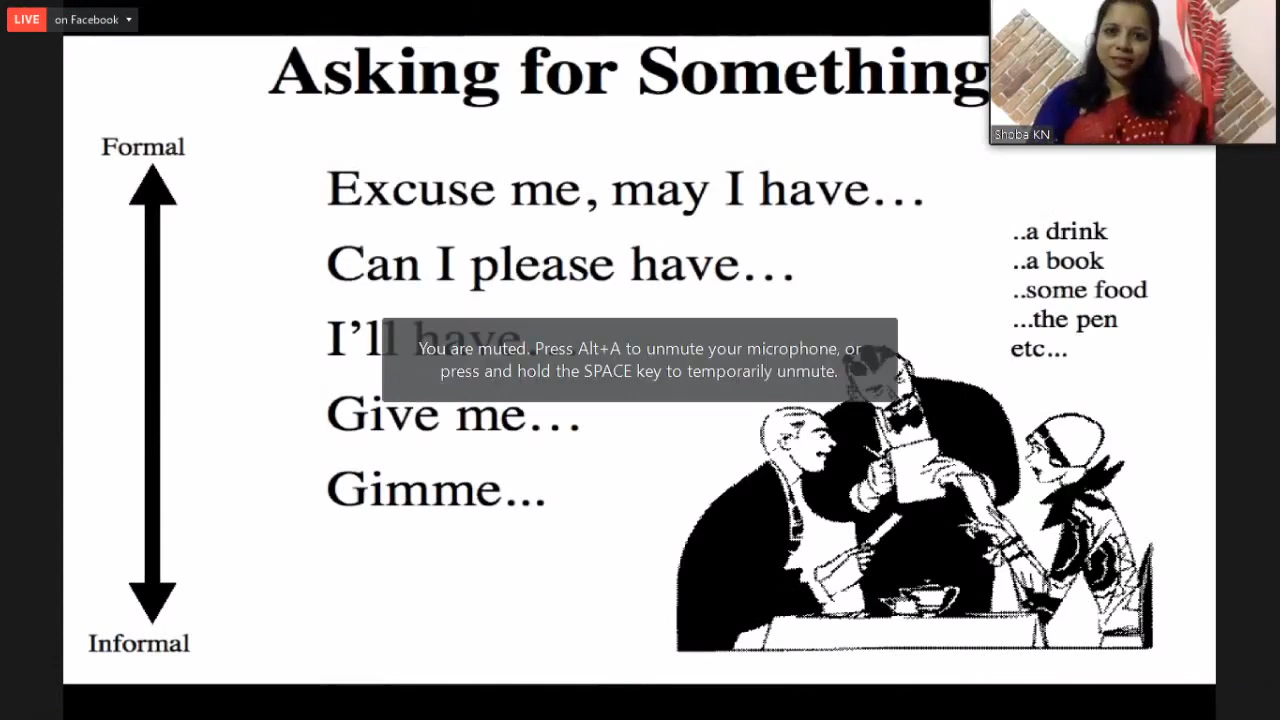 LIVE on Facebook
Asking for Something
Shoba KN
Formal
Excuse me, may I have...
Can I please have...
I'll have...
Give me...
Gimme...
..a drink
..a book
..some food
...the pen
etc...
You are muted. Press Alt+A to unmute your microphone, or
press and hold the SPACE key to temporarily unmute.
Informal